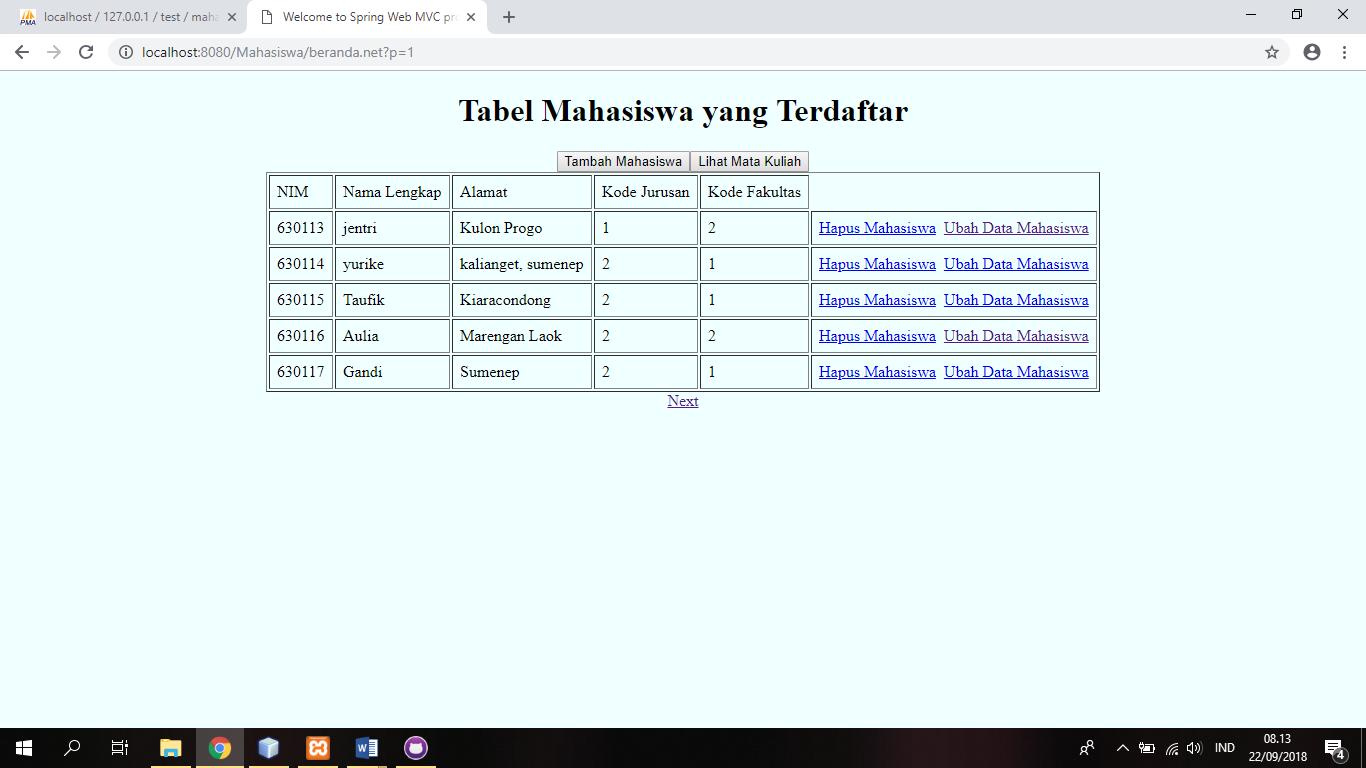 localhost / 127.0.0.1 / test / maha
Welcome to Spring Web MVC pro
localhost:8080/Mahasiswa/beranda.net?p=1
Tabel Mahasiswa yang Terdaftar
Tambah Mahasiswa Lihat Mata Kuliah
NIM Nama Lengkap Alamat Kode Jurusan Kode Fakultas
630113 jentri Kulon Progo 1 2 Hapus Mahasiswa Ubah Data Mahasiswa
630114 yurike kalianget, sumenep 2 1 Hapus Mahasiswa Ubah Data Mahasiswa
630115 Taufik Kiaracondong 2 1 Hapus Mahasiswa Ubah Data Mahasiswa
630116 Aulia Marengan Laok 2 2 Hapus Mahasiswa Ubah Data Mahasiswa
630117 Gandi Sumenep 2 1 Hapus Mahasiswa Ubah Data Mahasiswa
Next
IND
08.13
22/09/2018
4